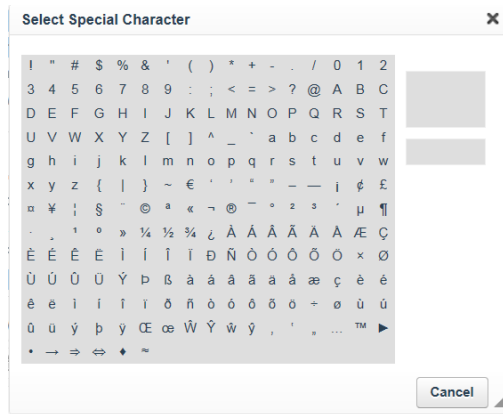 Select Special Character
! " # $ % & ' ( ) * + - . / 0 1 2
3 4 5 6 7 8 9 : ; < = > ? @ A B C
D E F G H I J K L M N O P Q R S T
U V W X Y Z [ ] ^ _ ` a b c d e f
g h i j k l m n o p q r s t u v w
x y z { | } ~ € ‘ ’ “ ” – — ¡ ¢ £
¤ ¥ ¦ § ¨ © ª « ¬ ® ¯ ° ² ³ ´ µ ¶
· ¸ ¹ º » ¼ ½ ¾ ¿ À Á Â Ã Ä Å Æ Ç
È É Ê Ë Ì Í Î Ï Ð Ñ Ò Ó Ô Õ Ö × Ø
Ù Ú Û Ü Ý Þ ß à á â ã ä å æ ç è é
ê ë ì í î ï ð ñ ò ó ô õ ö ÷ ø ù ú
û ü ý þ ÿ Œ œ Ŵ Ŷ ŵ ŷ ‚ ‛ „ … ™ ►
• → ⇒ ⇔ ♦ ≈
Cancel